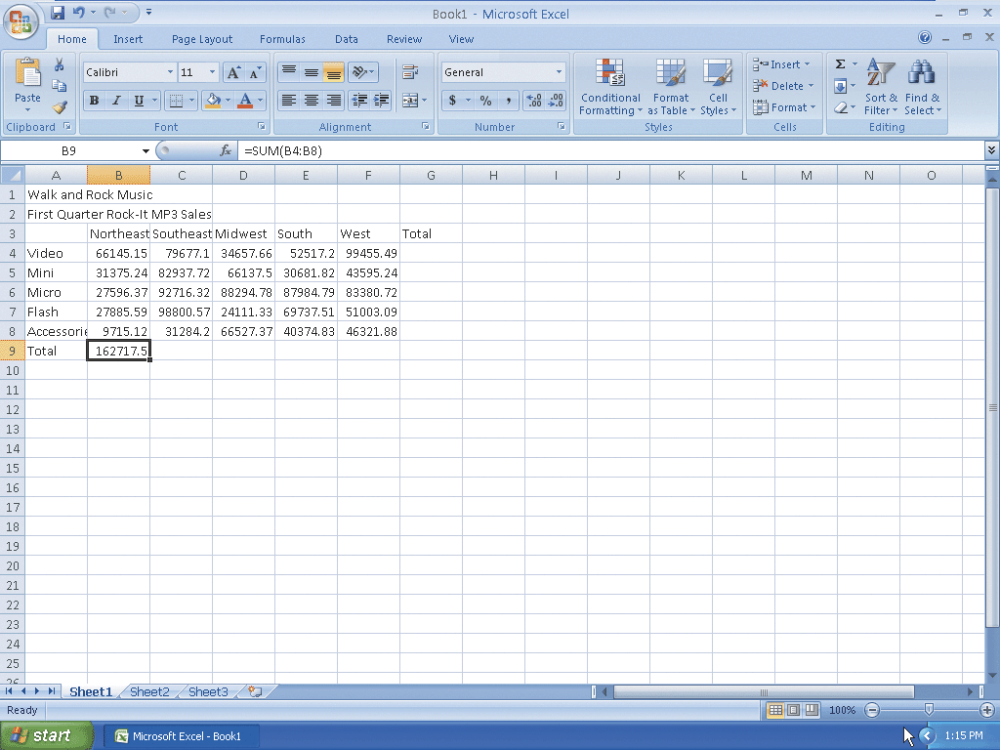 Book1 - Microsoft Excel
Home Insert Page Layout Formulas Data Review View
Calibri 11 General Insert Σ
Paste B I U $ % , Conditional Formatting Format as Table Cell Styles Delete Format Sort & Filter Find & Select
Clipboard Font Alignment Number Styles Cells Editing
B9 fx =SUM(B4:B8)
A B C D E F G H I J K L M N O
1 Walk and Rock Music
2 First Quarter Rock-It MP3 Sales
3 Northeast Southeast Midwest South West Total
4 Video 66145.15 79677.1 34657.66 52517.2 99455.49
5 Mini 31375.24 82937.72 66137.5 30681.82 43595.24
6 Micro 27596.37 92716.32 88294.78 87984.79 83380.72
7 Flash 27885.59 98800.57 24111.33 69737.51 51003.09
8 Accessorie 9715.12 31284.2 66527.37 40374.83 46321.88
9 Total 162717.5
10
11
12
13
14
15
16
17
18
19
20
21
22
23
24
25
26
Sheet1 Sheet2 Sheet3
Ready 100%
start Microsoft Excel - Book1 1:15 PM